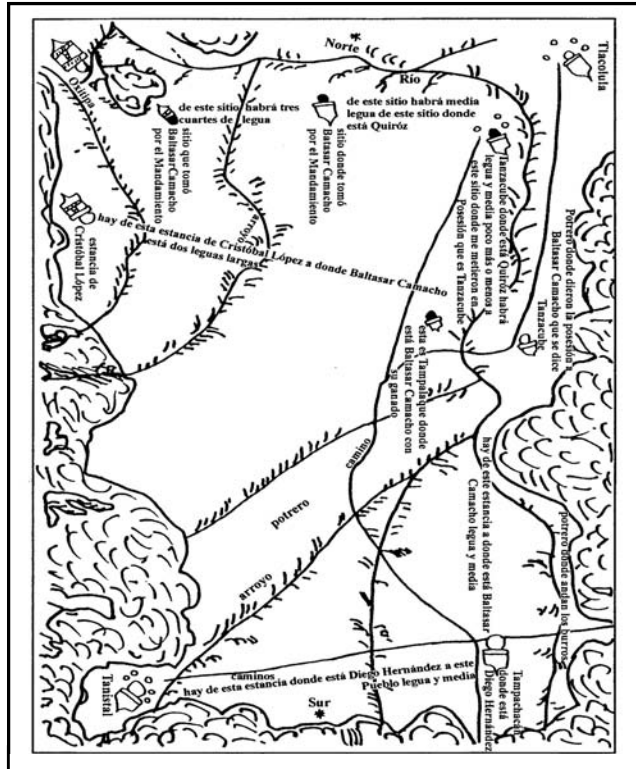 Norte
Río
Tlacolula
Oxitipa
de este sitio habrá tres
cuartes de legua
de este sitio habrá media
legua de este sitio donde
está Quiróz
sitio que tomó
Baltasar Camacho
por el Mandamiento
sitio donde tomó
Batasar Camacho
por el Mandamiento
Tanzacube donde está Quiróz habrá
legua y media poco más o menos a
este sitio donde me metieron en
Posesión que es Tanzacube
Potrero donde dieron la posesión a
Baltasar Camacho que se dice
Tanzacube
arroyo
estancia de
Cristóbal López
hay de esta estancia de Cristóbal López a donde Baltasar Camacho
está dos leguas largas
esta es Tampalaque donde
está Baltasar Camacho con
su ganado
camino
potrero
arroyo
hay de este estancia a donde está Baltasar
Camacho legua y media
potrero donde andan los burros
Tampachacán
donde está
Diego Hernández
caminos
hay de esta estancia donde está Diego Hernández a este
Pueblo legua y media
Tanistal
Sur